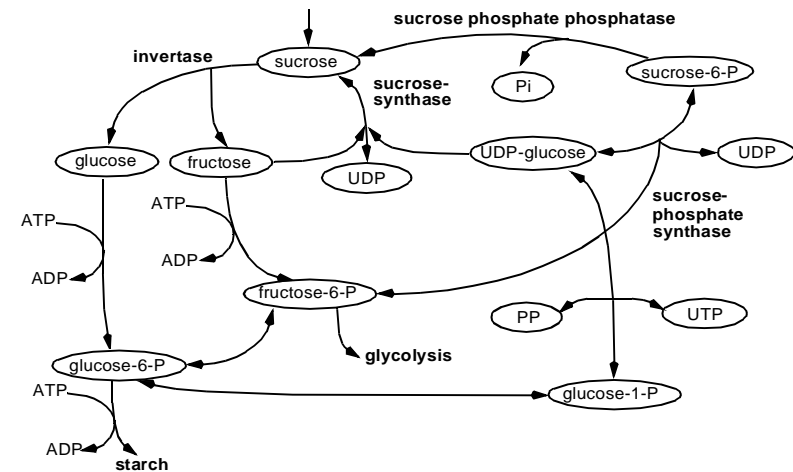 sucrose phosphate phosphatase
invertase
sucrose
sucrose-6-P
sucrose-
synthase
Pi
glucose
fructose
UDP-glucose
UDP
UDP
ATP
ATP
sucrose-
phosphate
synthase
ADP
ADP
fructose-6-P
PP
UTP
glycolysis
glucose-6-P
ATP
glucose-1-P
ADP
starch